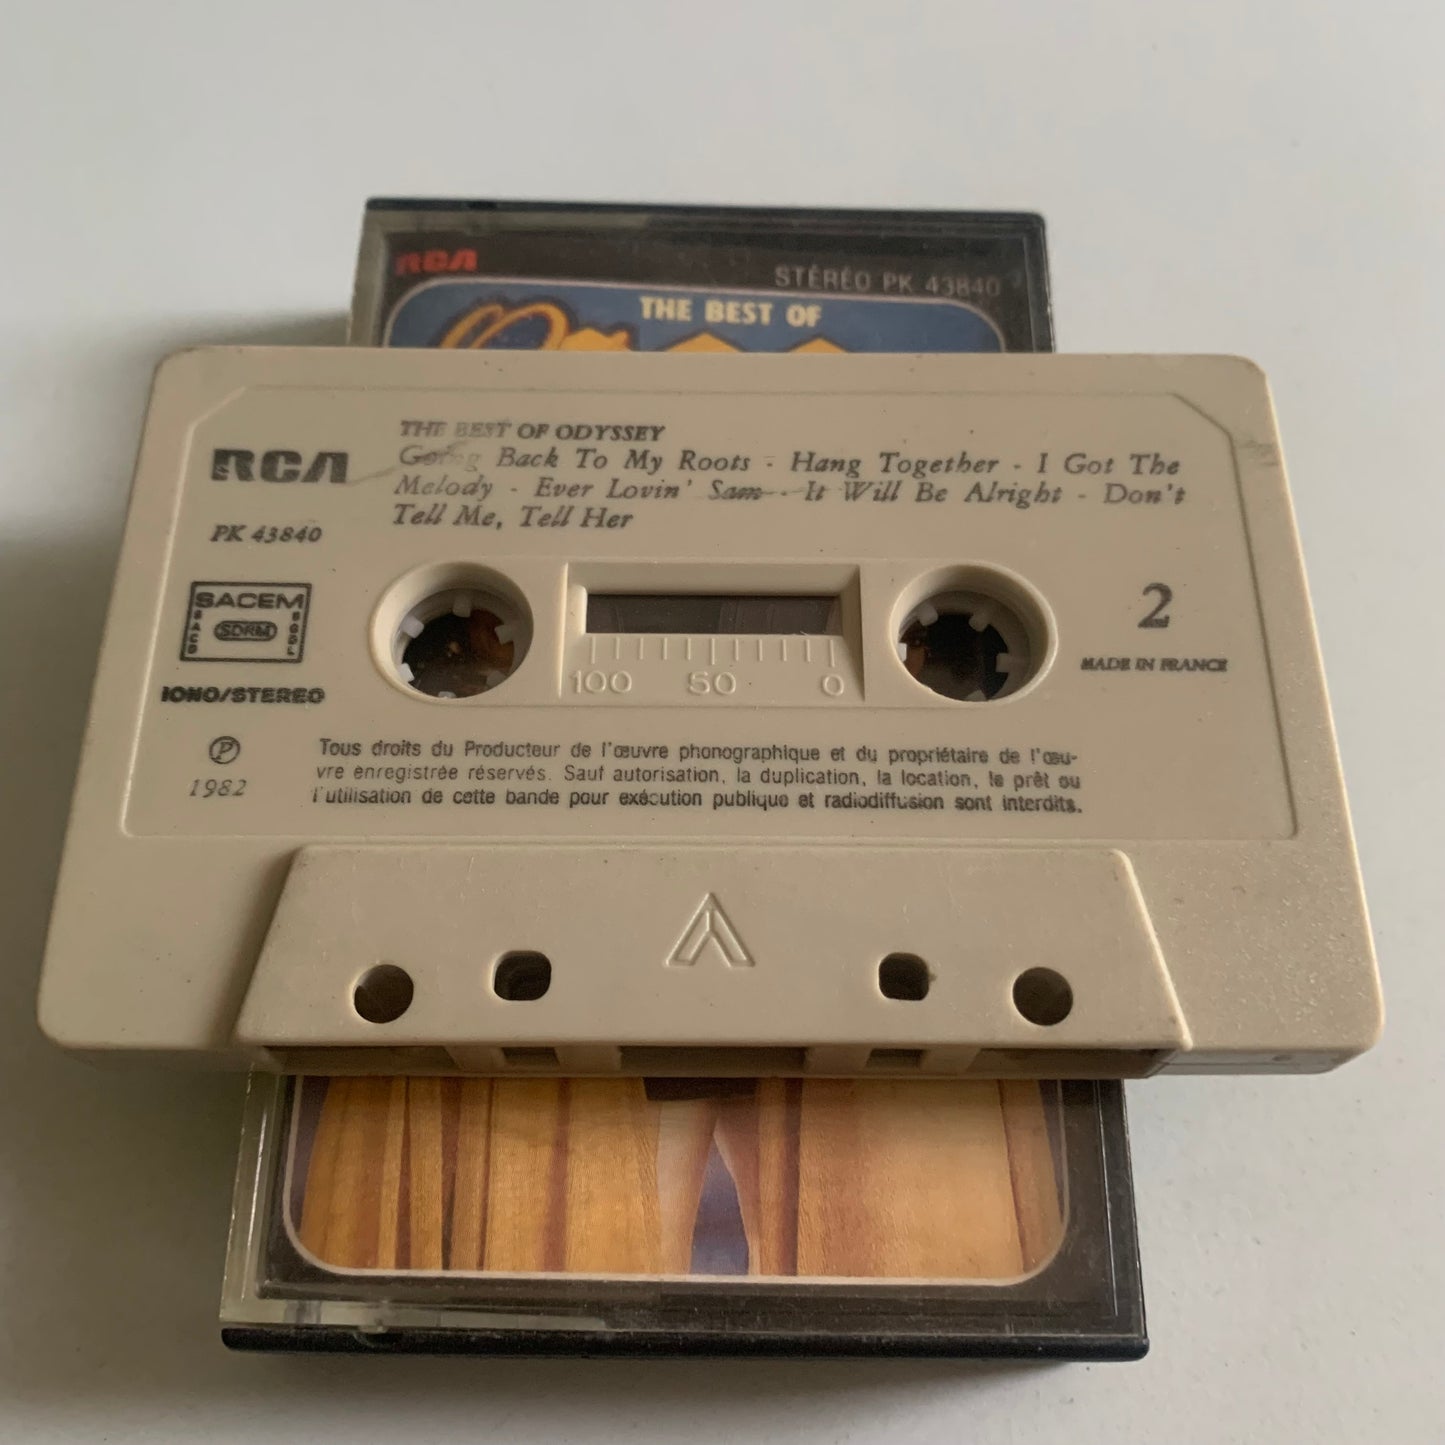 RCA
STÉRÉO PK 43840
THE BEST OF
THE BEST OF ODYSSEY
Going Back To My Roots - Hang Together - I Got The
Melody - Ever Lovin' Sam - It Will Be Alright - Don't
Tell Me, Tell Her
RCA
PK 43840
SACEM
SACD
SDRM
SGDL
2
MADE IN FRANCE
100 50 0
MONO/STEREO
℗
1982
Tous droits du Producteur de l'œuvre phonographique et du propriétaire de l'œu-
vre enregistrée réservés. Sauf autorisation, la duplication, la location, le prêt ou
l'utilisation de cette bande pour exécution publique et radiodiffusion sont interdits.